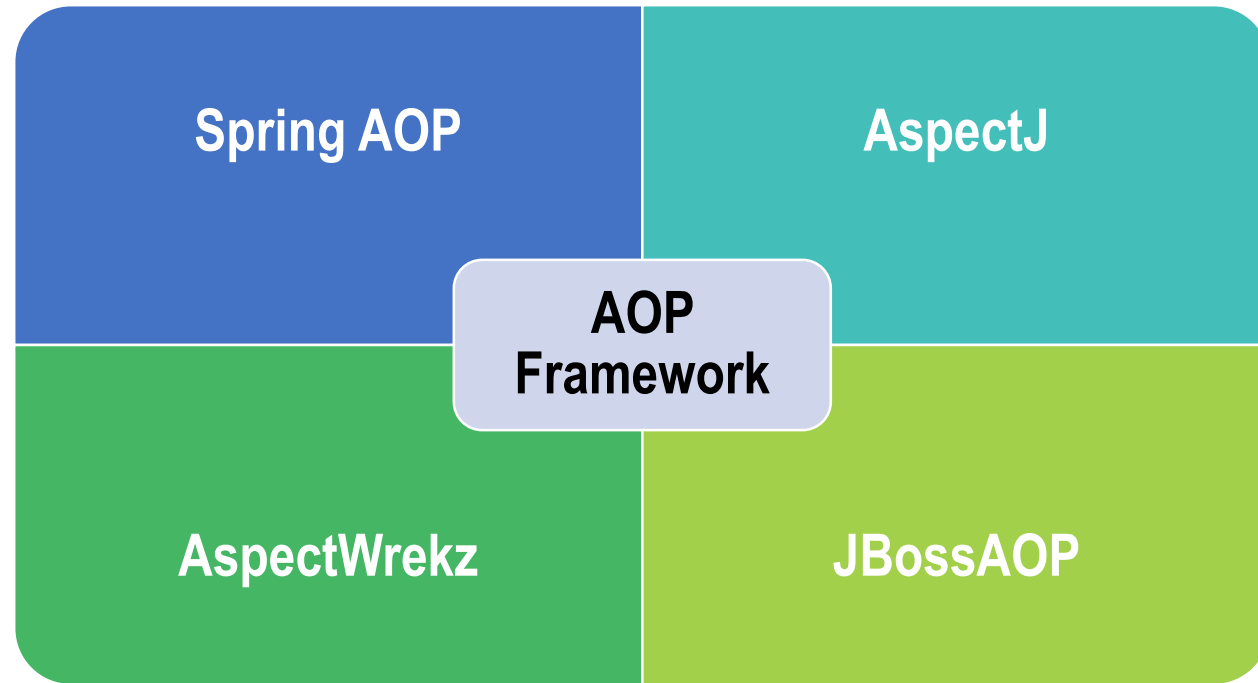 Spring AOP
AspectJ
AOP
Framework
AspectWrekz
JBossAOP